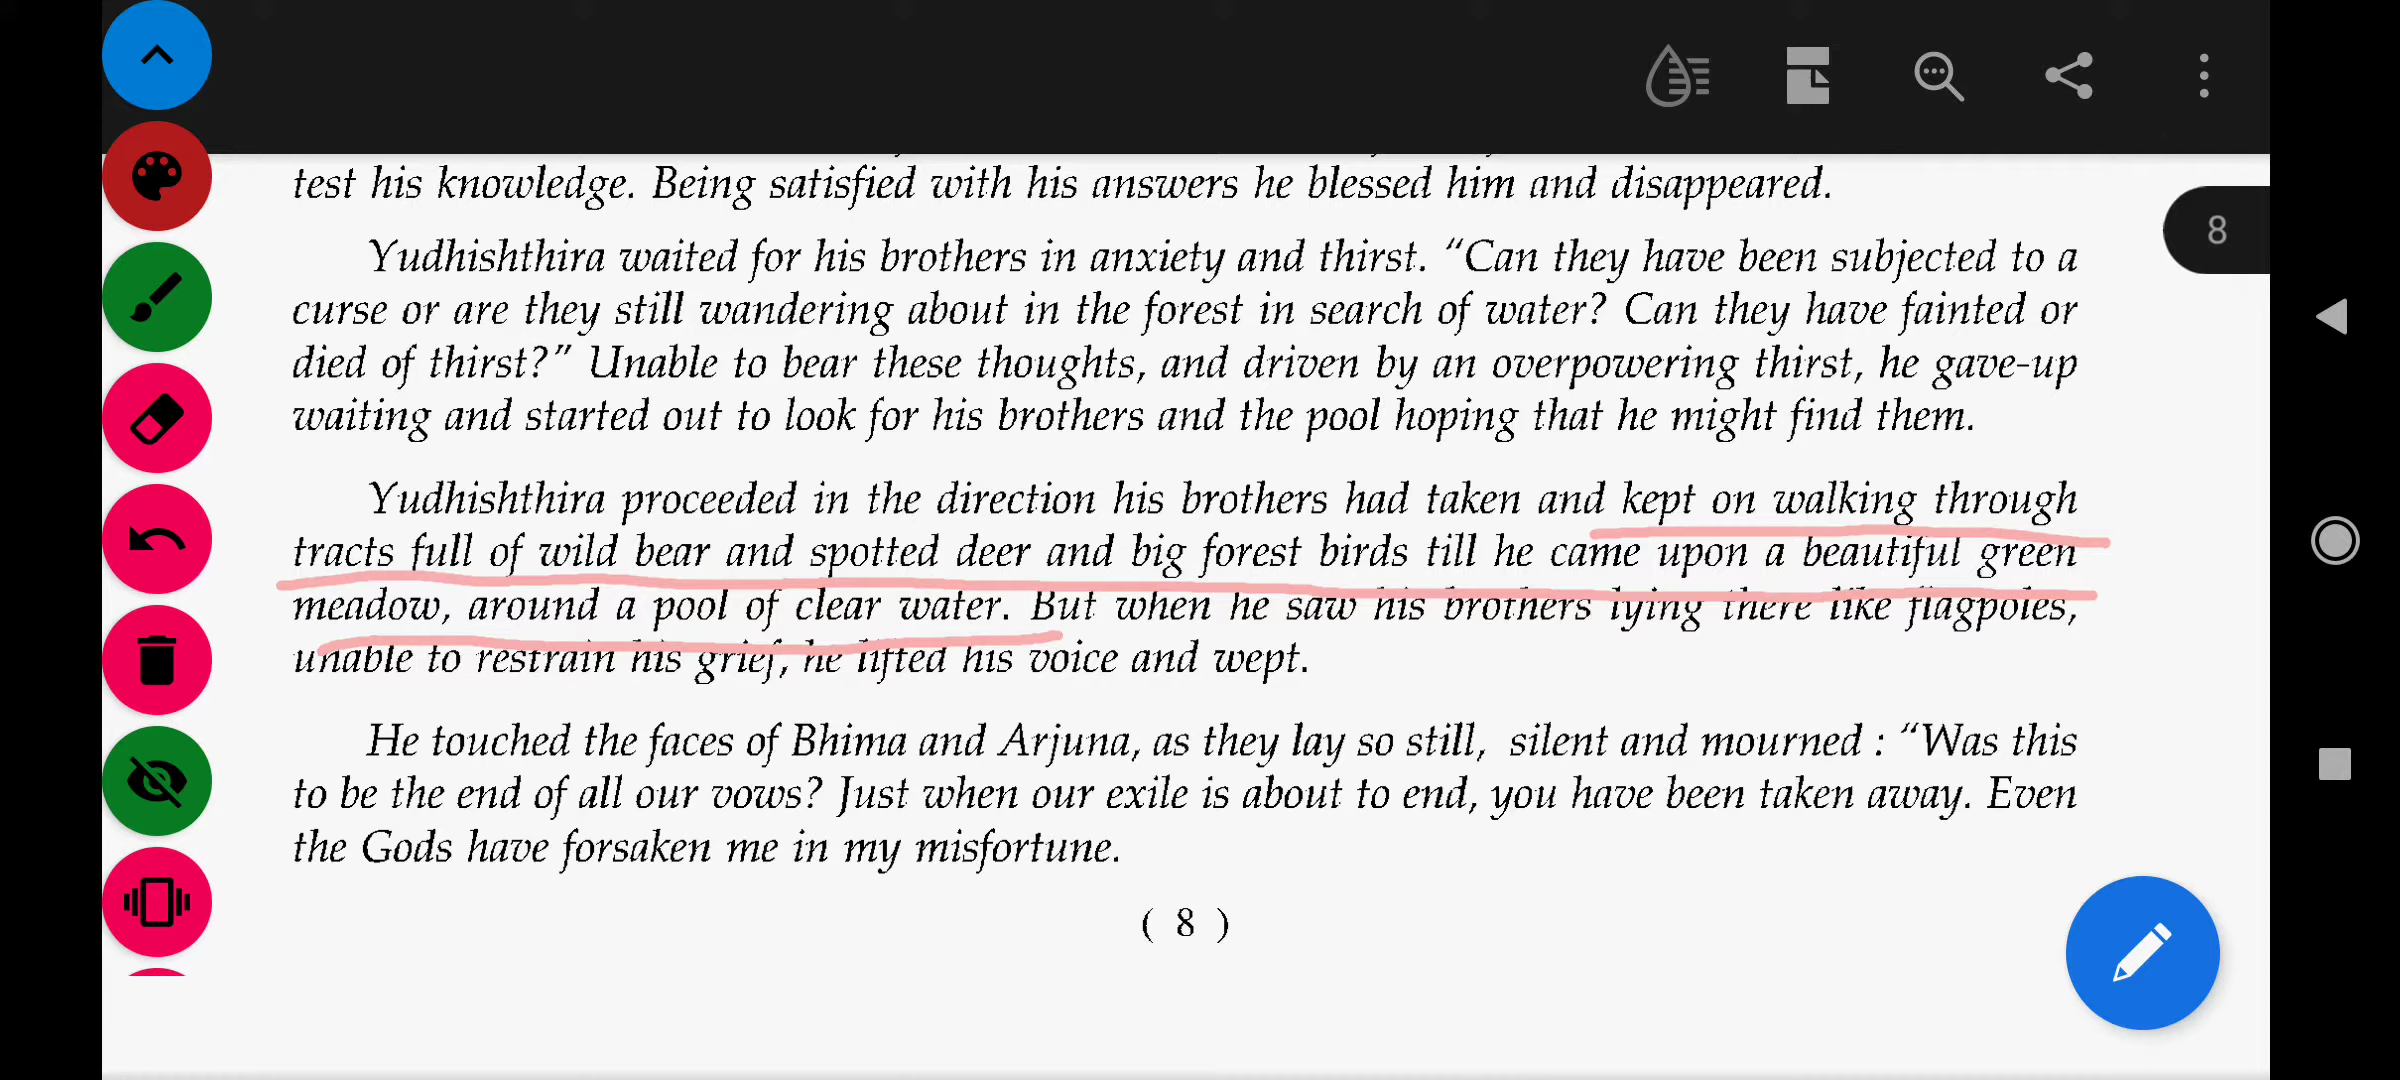 test his knowledge. Being satisfied with his answers he blessed him and disappeared.
8
Yudhishthira waited for his brothers in anxiety and thirst. “Can they have been subjected to a
curse or are they still wandering about in the forest in search of water? Can they have fainted or
died of thirst?” Unable to bear these thoughts, and driven by an overpowering thirst, he gave-up
waiting and started out to look for his brothers and the pool hoping that he might find them.
Yudhishthira proceeded in the direction his brothers had taken and kept on walking through
tracts full of wild bear and spotted deer and big forest birds till he came upon a beautiful green
meadow, around a pool of clear water. But when he saw his brothers lying there like flagpoles,
unable to restrain his grief, he lifted his voice and wept.
He touched the faces of Bhima and Arjuna, as they lay so still, silent and mourned : “Was this
to be the end of all our vows? Just when our exile is about to end, you have been taken away. Even
the Gods have forsaken me in my misfortune.
( 8 )